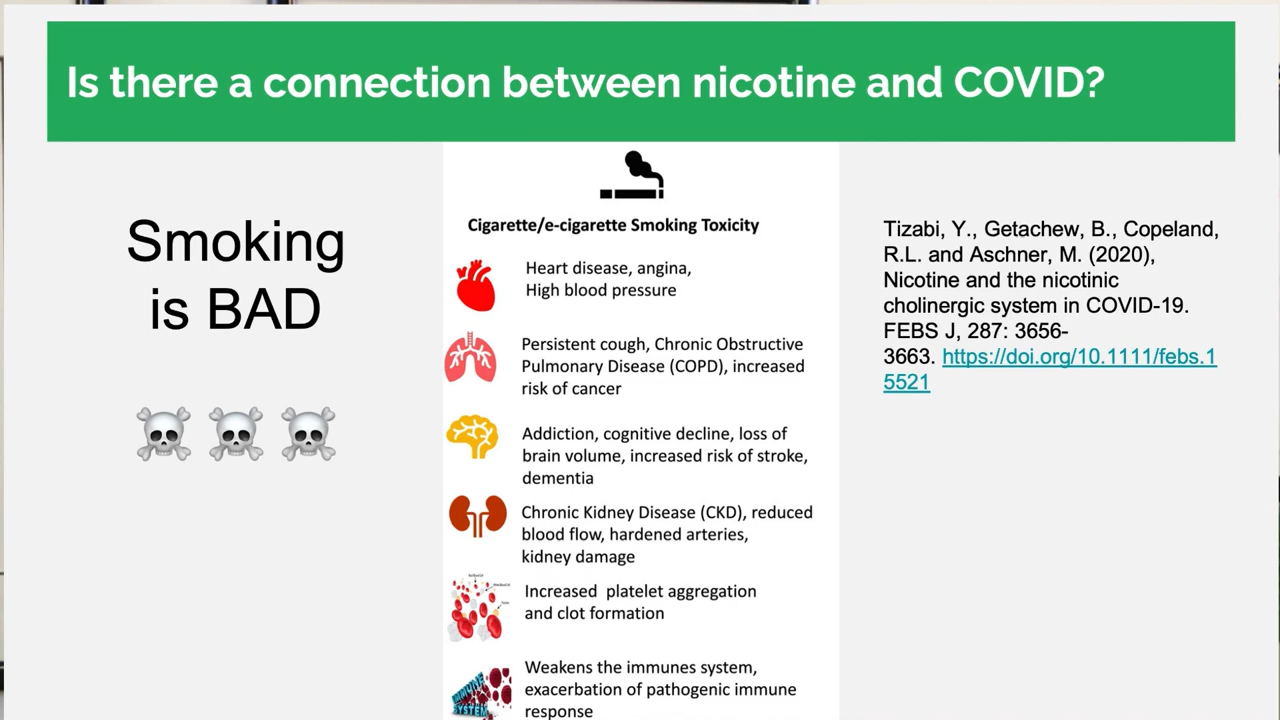 Is there a connection between nicotine and COVID?
Smoking
is BAD
Cigarette/e-cigarette Smoking Toxicity
Heart disease, angina,
High blood pressure
Persistent cough, Chronic Obstructive
Pulmonary Disease (COPD), increased
risk of cancer
Addiction, cognitive decline, loss of
brain volume, increased risk of stroke,
dementia
Chronic Kidney Disease (CKD), reduced
blood flow, hardened arteries,
kidney damage
Increased platelet aggregation
and clot formation
Weakens the immunes system,
exacerbation of pathogenic immune
response
IMMUNE
SYSTEM
Tizabi, Y., Getachew, B., Copeland,
R.L. and Aschner, M. (2020),
Nicotine and the nicotinic
cholinergic system in COVID-19.
FEBS J, 287: 3656-
3663. https://doi.org/10.1111/febs.1
5521